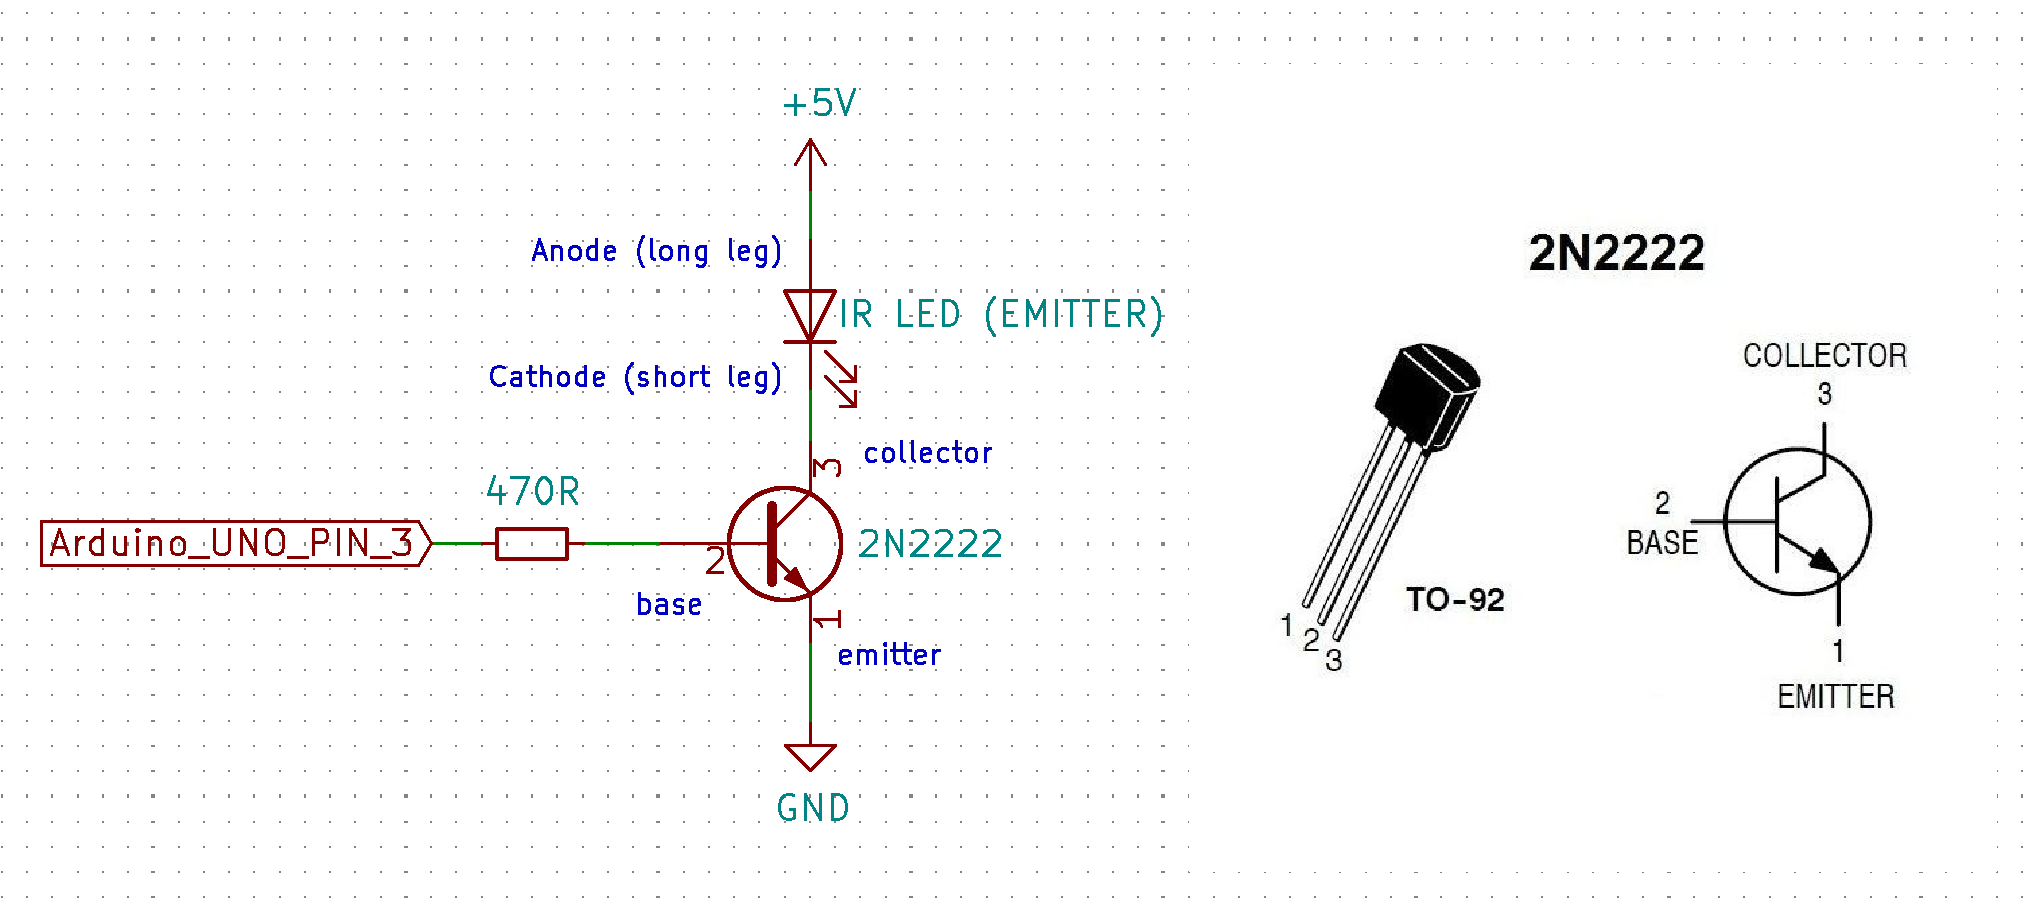 +5V
Anode (long leg)
IR LED (EMITTER)
Cathode (short leg)
collector
3
470R
Arduino_UNO_PIN_3
2
2N2222
base
1
emitter
GND
2N2222
COLLECTOR
3
2
BASE
TO-92
1
2
3
1
EMITTER